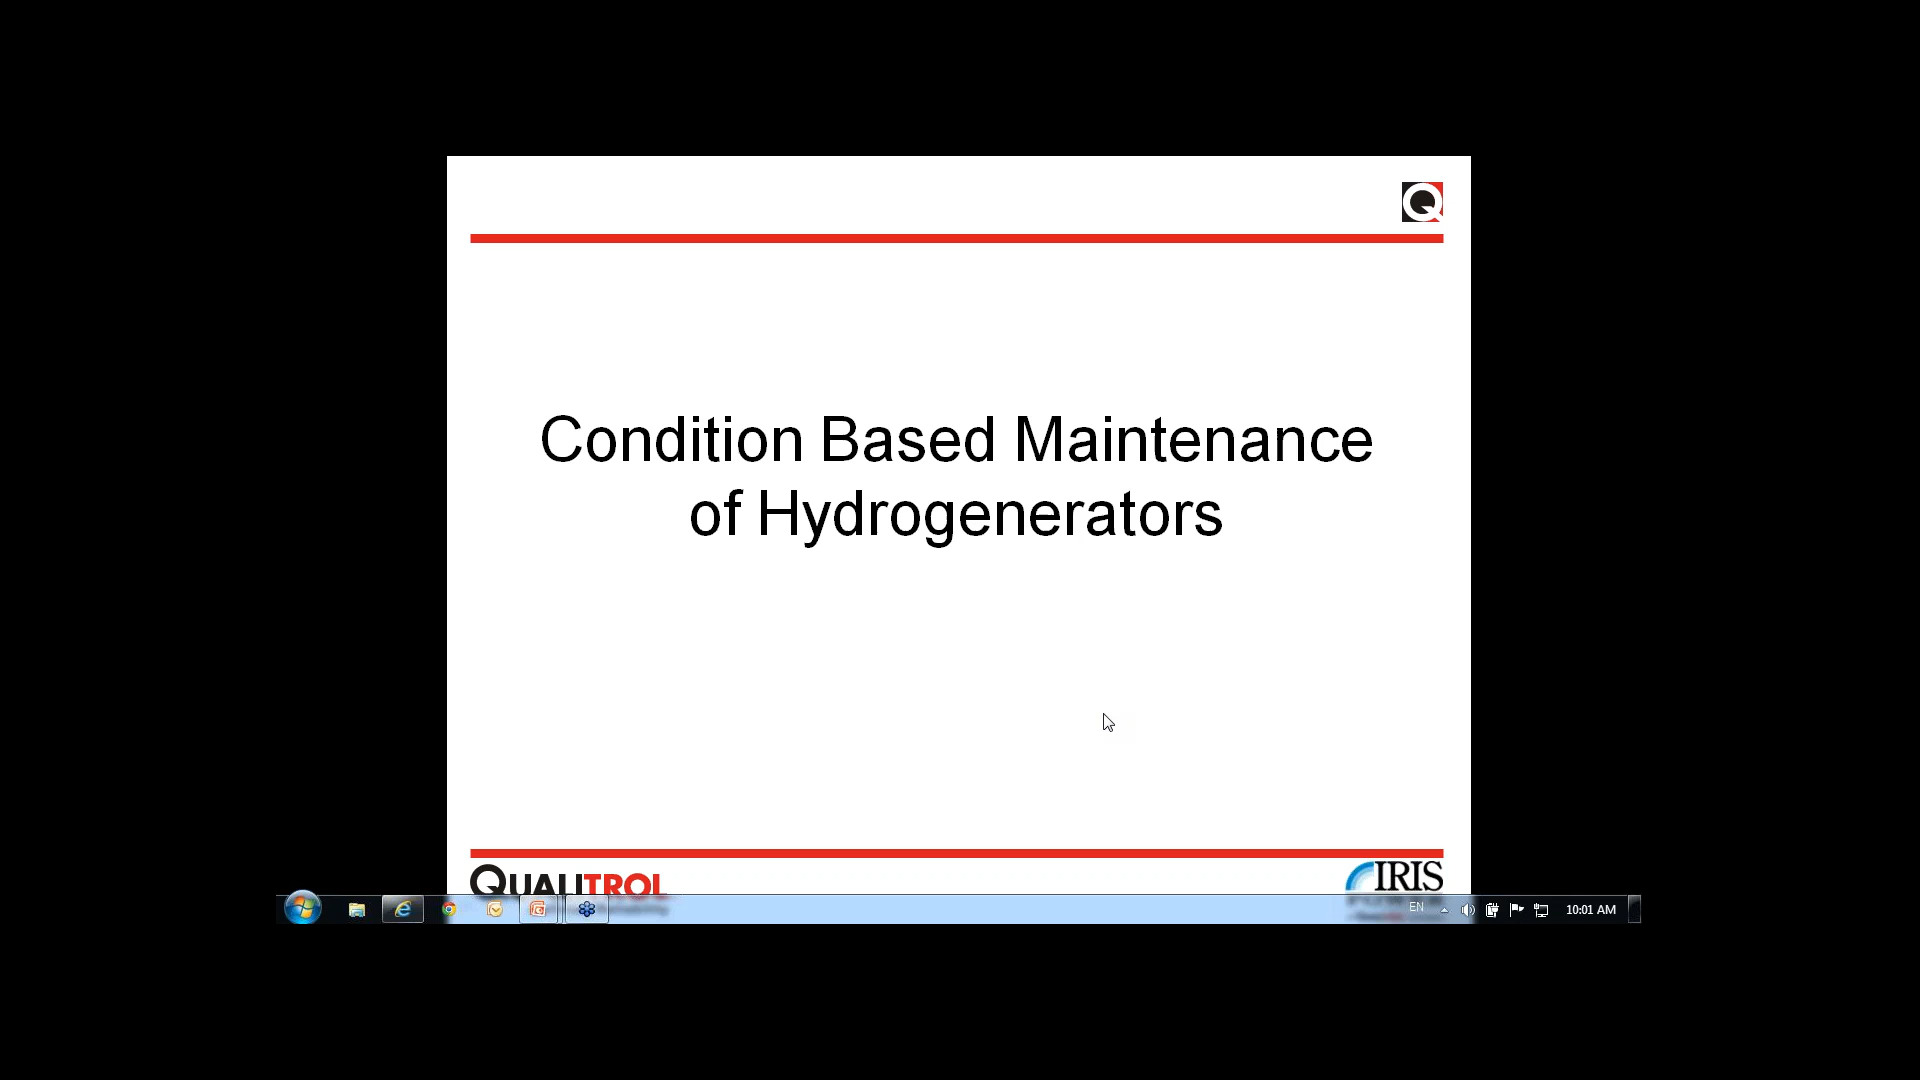 Condition Based Maintenance
of Hydrogenerators
QUALITROL
IRIS
EN
10:01 AM